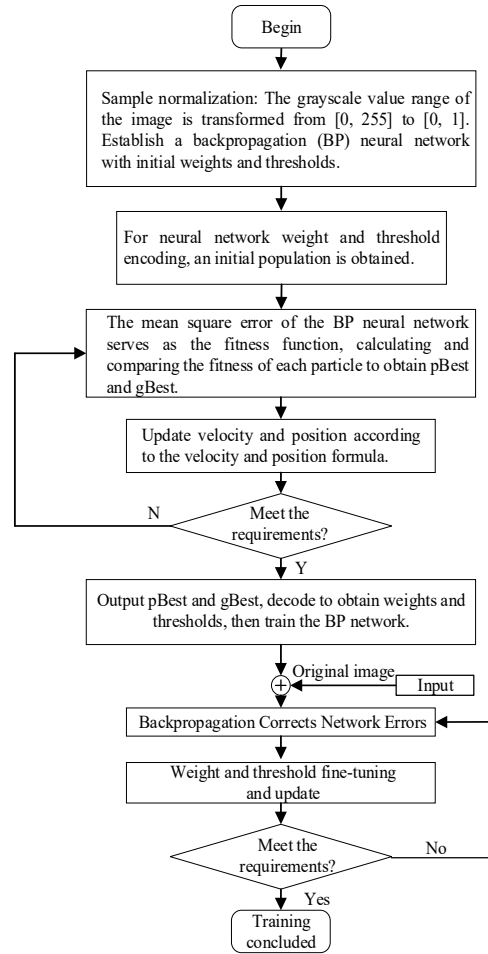 Begin
Sample normalization: The grayscale value range of
the image is transformed from [0, 255] to [0, 1].
Establish a backpropagation (BP) neural network
with initial weights and thresholds.
For neural network weight and threshold
encoding, an initial population is obtained.
The mean square error of the BP neural network
serves as the fitness function, calculating and
comparing the fitness of each particle to obtain pBest
and gBest.
Update velocity and position according
to the velocity and position formula.
N
Meet the
requirements?
Y
Output pBest and gBest, decode to obtain weights and
thresholds, then train the BP network.
Original image
Input
Backpropagation Corrects Network Errors
Weight and threshold fine-tuning
and update
Meet the
requirements?
No
Yes
Training
concluded